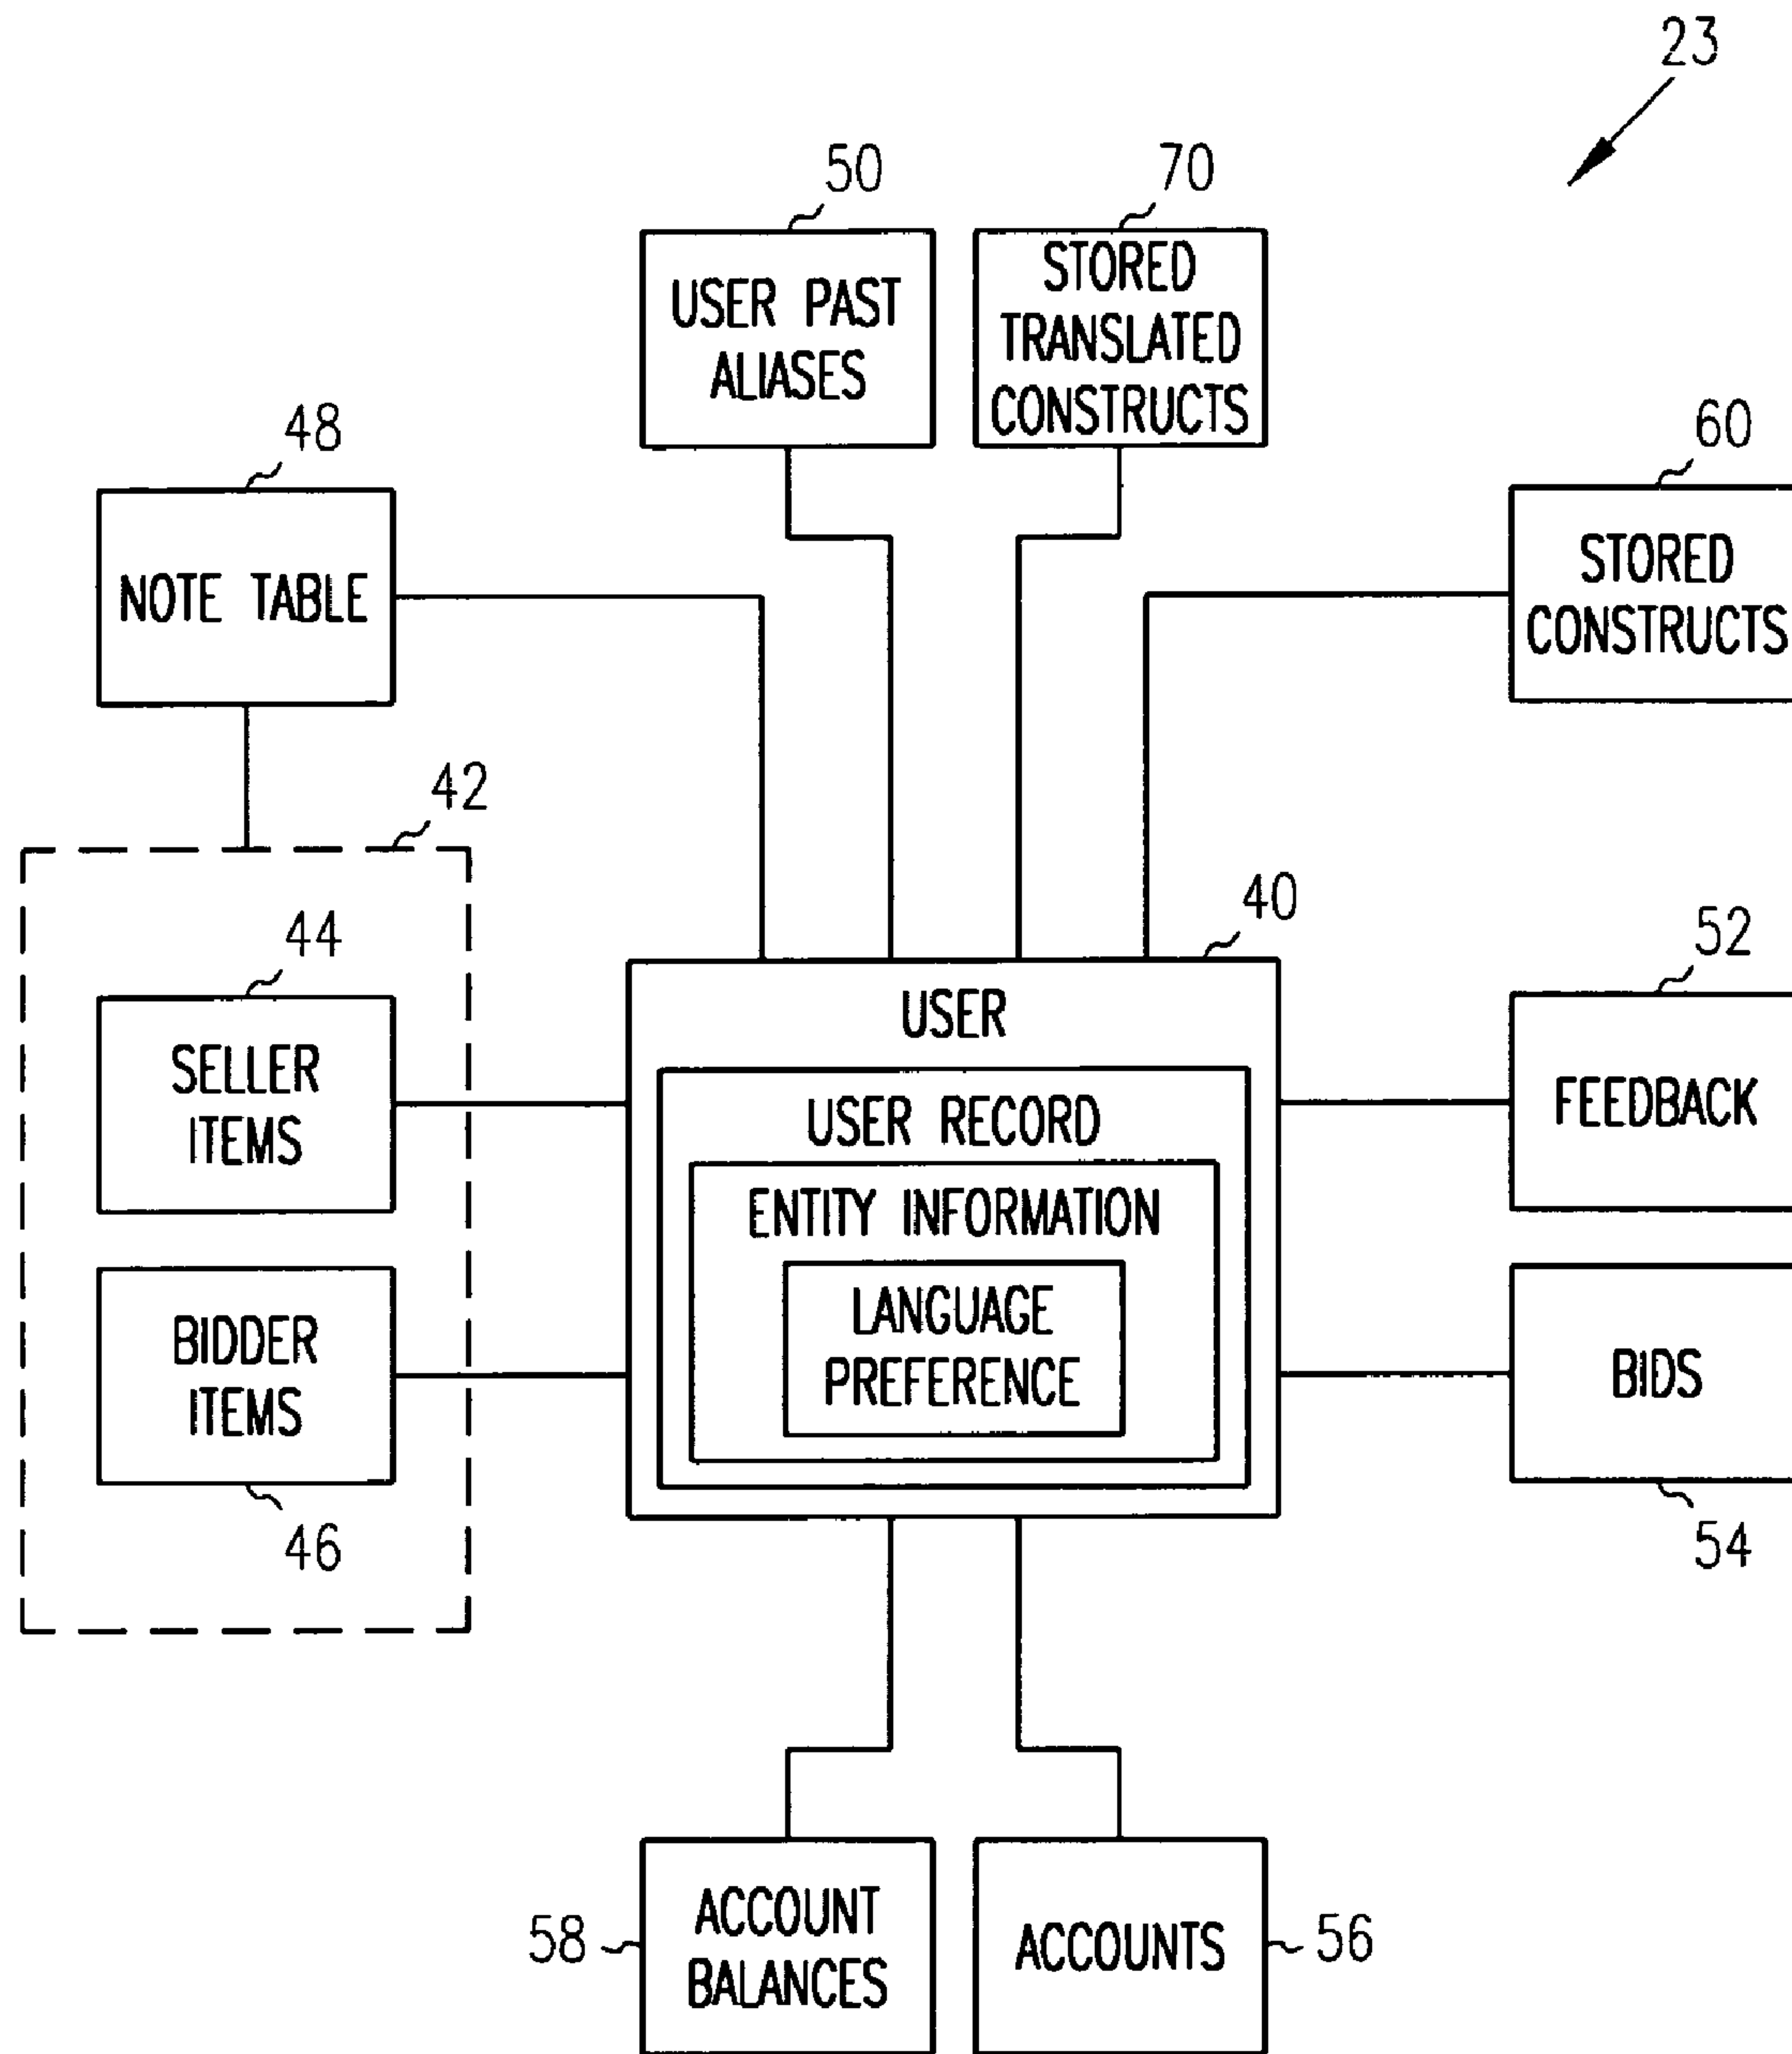 23
50
70
USER PAST
ALIASES
STORED
TRANSLATED
CONSTRUCTS
48
60
NOTE TABLE
STORED
CONSTRUCTS
42
40
44
52
SELLER
ITEMS
USER
USER RECORD
ENTITY INFORMATION
LANGUAGE
PREFERENCE
FEEDBACK
BIDDER
ITEMS
BIDS
46
54
58
ACCOUNT
BALANCES
ACCOUNTS
56